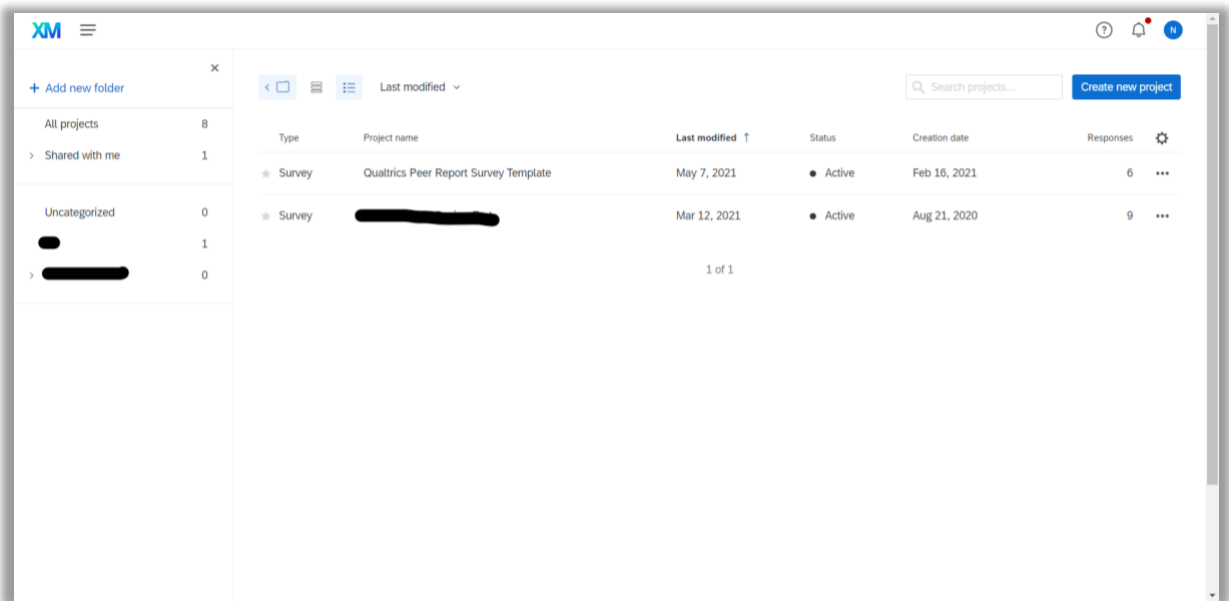 XM
? N
+ Add new folder
All projects 8
Shared with me 1
Uncategorized 0
1
0
Last modified
Search projects...
Create new project
Type Project name Last modified ↑ Status Creation date Responses
Survey Qualtrics Peer Report Survey Template May 7, 2021 Active Feb 16, 2021 6
Survey Mar 12, 2021 Active Aug 21, 2020 9
1 of 1